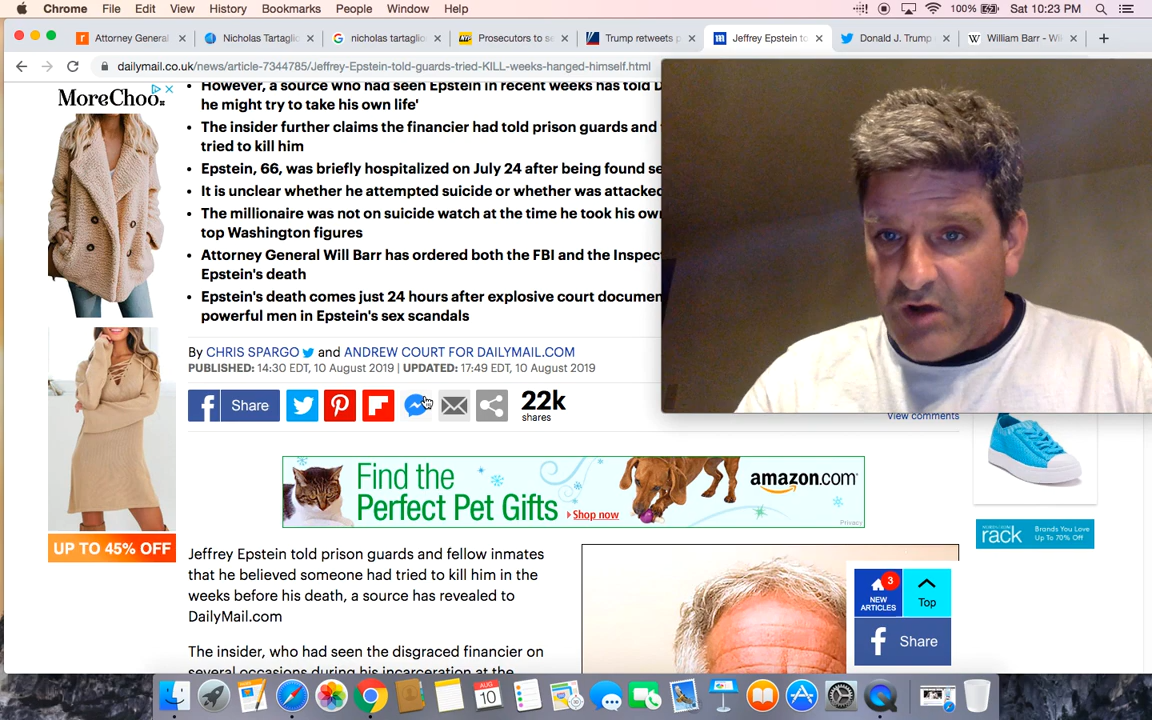 Chrome File Edit View History Bookmarks People Window Help 100% Sat 10:23 PM
Attorney General Nicholas Tartagli nicholas tartaglio Prosecutors to se Trump retweets p Jeffrey Epstein to Donald J. Trump William Barr - Wi
dailymail.co.uk/news/article-7344785/Jeffrey-Epstein-told-guards-tried-KILL-weeks-hanged-himself.html
MoreChoo
However, a source who had seen Epstein in recent weeks has told D
he might try to take his own life'
The insider further claims the financier had told prison guards and
tried to kill him
Epstein, 66, was briefly hospitalized on July 24 after being found se
It is unclear whether he attempted suicide or whether was attacked
The millionaire was not on suicide watch at the time he took his own
top Washington figures
Attorney General Will Barr has ordered both the FBI and the Inspec
Epstein's death
Epstein's death comes just 24 hours after explosive court documen
powerful men in Epstein's sex scandals
By CHRIS SPARGO and ANDREW COURT FOR DAILYMAIL.COM
PUBLISHED: 14:30 EDT, 10 August 2019 | UPDATED: 17:49 EDT, 10 August 2019
Share
22k
shares
View comments
Find the
Perfect Pet Gifts
Shop now
amazon.com
Privacy
rack
Brands You Love
Up To 70% Off
UP TO 45% OFF
Jeffrey Epstein told prison guards and fellow inmates
that he believed someone had tried to kill him in the
weeks before his death, a source has revealed to
DailyMail.com
The insider, who had seen the disgraced financier on
several occasions during his incarceration at the
3
NEW
ARTICLES
Top
Share
AUG
10